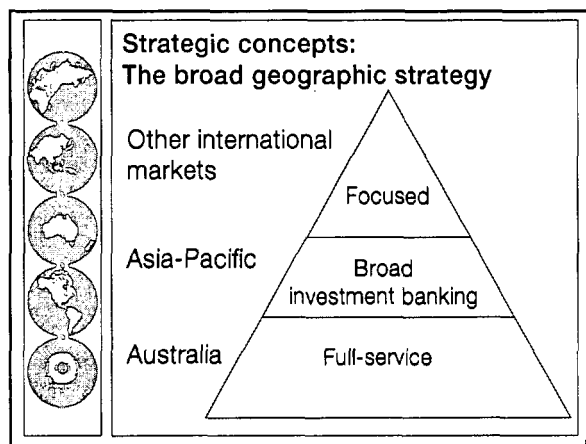 Strategic concepts:
The broad geographic strategy
Other international
markets
Focused
Asia-Pacific
Broad
investment banking
Australia
Full-service